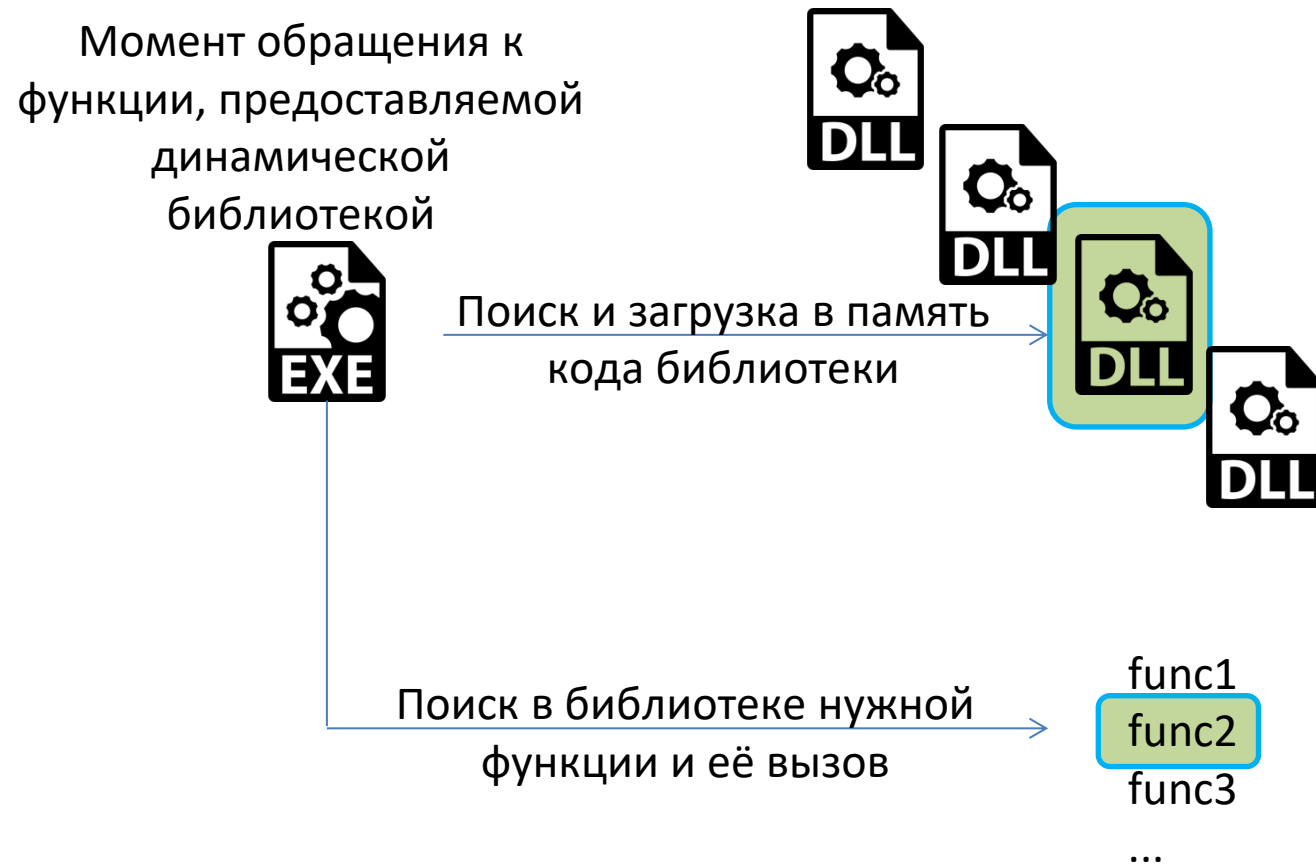 Момент обращения к
функции, предоставляемой
динамической
библиотекой
DLL
DLL
EXE
Поиск и загрузка в память
кода библиотеки
DLL
DLL
Поиск в библиотеке нужной
функции и её вызов
func1
func2
func3
...